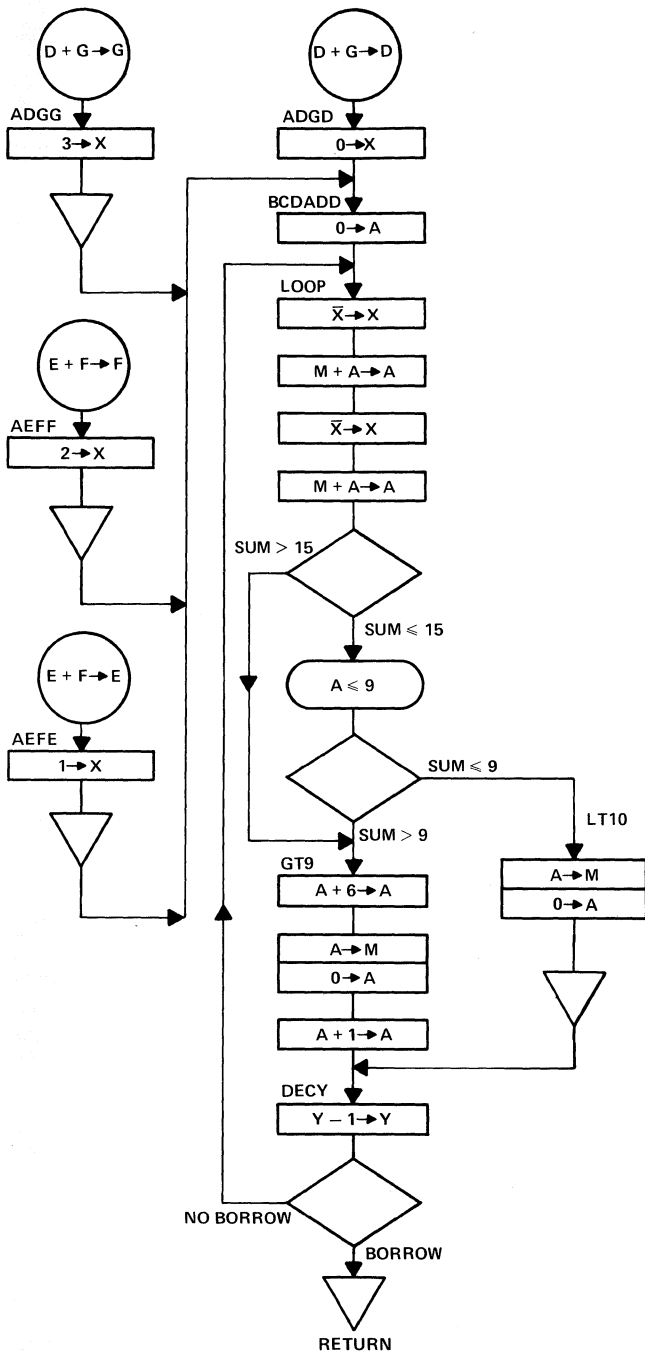 D + G → G
ADGG
3 → X
E + F → F
AEFF
2 → X
E + F → E
AEFE
1 → X
D + G → D
ADGD
0 → X
BCDADD
0 → A
LOOP
X̅ → X
M + A → A
X̅ → X
M + A → A
SUM > 15
SUM ⩽ 15
A ⩽ 9
SUM ⩽ 9
SUM > 9
LT10
A → M
0 → A
GT9
A + 6 → A
A → M
0 → A
A + 1 → A
DECY
Y − 1 → Y
NO BORROW
BORROW
RETURN